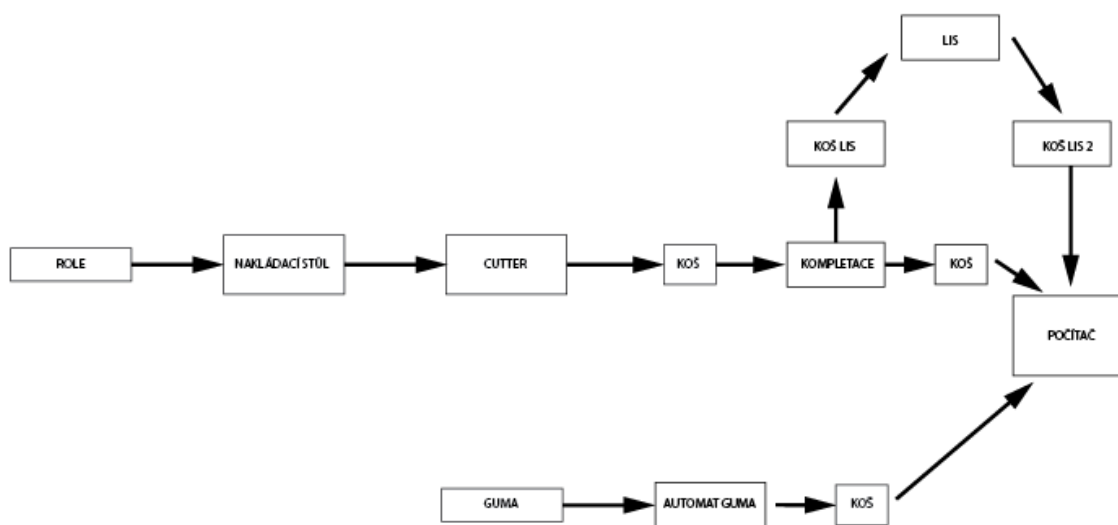 LIS
KOŠ LIS
KOŠ LIS 2
ROLE
NAKLÁDACÍ STŮL
CUTTER
KOŠ
KOMPLETACE
KOŠ
POČÍTAČ
GUMA
AUTOMAT GUMA
KOŠ